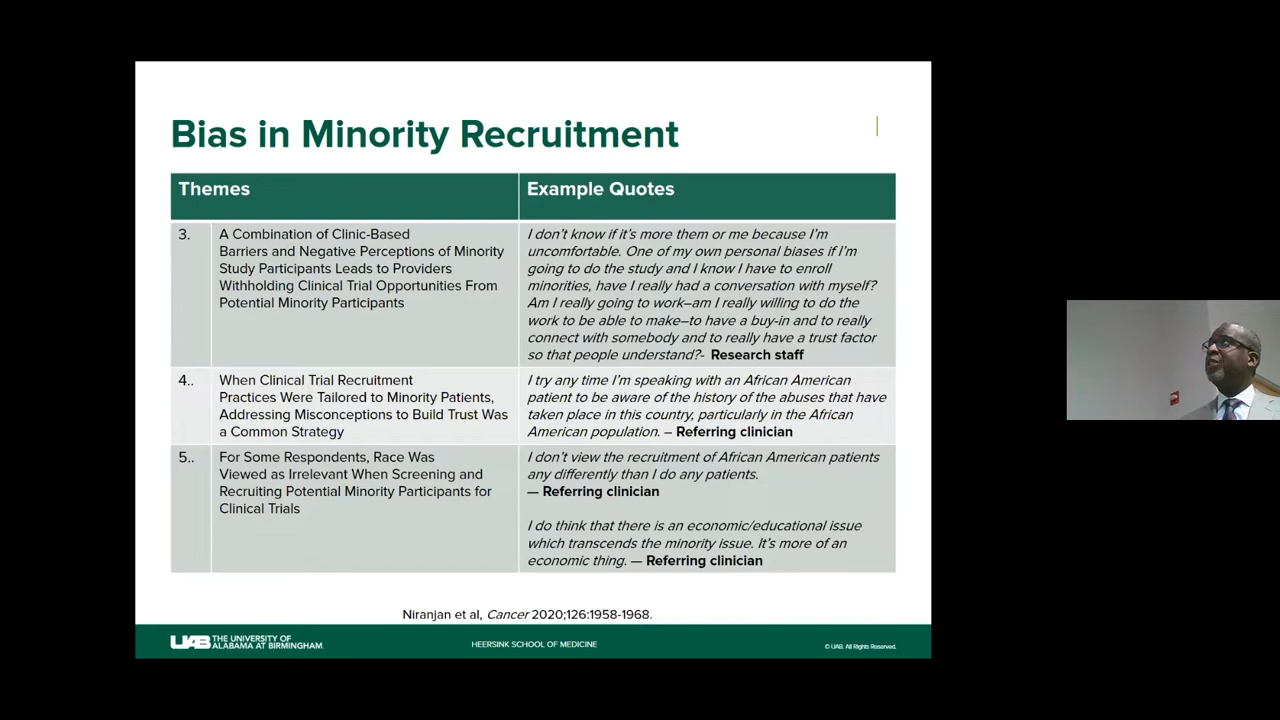 Bias in Minority Recruitment
Themes
Example Quotes
3.
A Combination of Clinic-Based
Barriers and Negative Perceptions of Minority
Study Participants Leads to Providers
Withholding Clinical Trial Opportunities From
Potential Minority Participants
I don’t know if it’s more them or me because I’m
uncomfortable. One of my own personal biases if I’m
going to do the study and I know I have to enroll
minorities, have I really had a conversation with myself?
Am I really going to work–am I really willing to do the
work to be able to make–to have a buy-in and to really
connect with somebody and to really have a trust factor
so that people understand?- Research staff
4..
When Clinical Trial Recruitment
Practices Were Tailored to Minority Patients,
Addressing Misconceptions to Build Trust Was
a Common Strategy
I try any time I’m speaking with an African American
patient to be aware of the history of the abuses that have
taken place in this country, particularly in the African
American population. – Referring clinician
5..
For Some Respondents, Race Was
Viewed as Irrelevant When Screening and
Recruiting Potential Minority Participants for
Clinical Trials
I don’t view the recruitment of African American patients
any differently than I do any patients.
— Referring clinician
I do think that there is an economic/educational issue
which transcends the minority issue. It’s more of an
economic thing. — Referring clinician
Niranjan et al, Cancer 2020;126:1958-1968.
UAB THE UNIVERSITY OF
ALABAMA AT BIRMINGHAM.
HEERSINK SCHOOL OF MEDICINE
© UAB. All Rights Reserved.